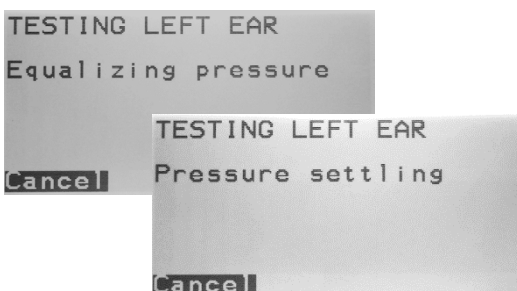 TESTING LEFT EAR
Equalizing pressure
Cancel
TESTING LEFT EAR
Pressure settling
Cancel